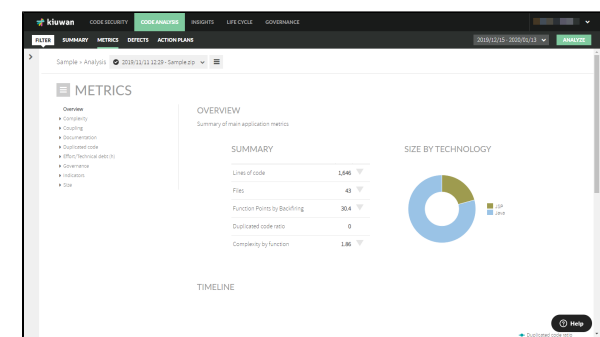 kiuwan CODE SECURITY CODE ANALYSIS INSIGHTS LIFE CYCLE GOVERNANCE
FILTER SUMMARY METRICS DEFECTS ACTION PLANS 2019/12/15 - 2020/01/13 ANALYZE
Sample › Analysis 2019/12/11 12:29 - Sample.zip
METRICS
Overview
Complexity
Coupling
Documentation
Duplicated code
Effort/Technical debt (h)
Governance
Indicators
Size
OVERVIEW
Summary of main application metrics
SUMMARY
Lines of code 1,646
Files 43
Function Points by Backfiring 30.4
Duplicated code ratio 0
Complexity by function 1.86
SIZE BY TECHNOLOGY
JSP
Java
TIMELINE
Help
Duplicated code ratio